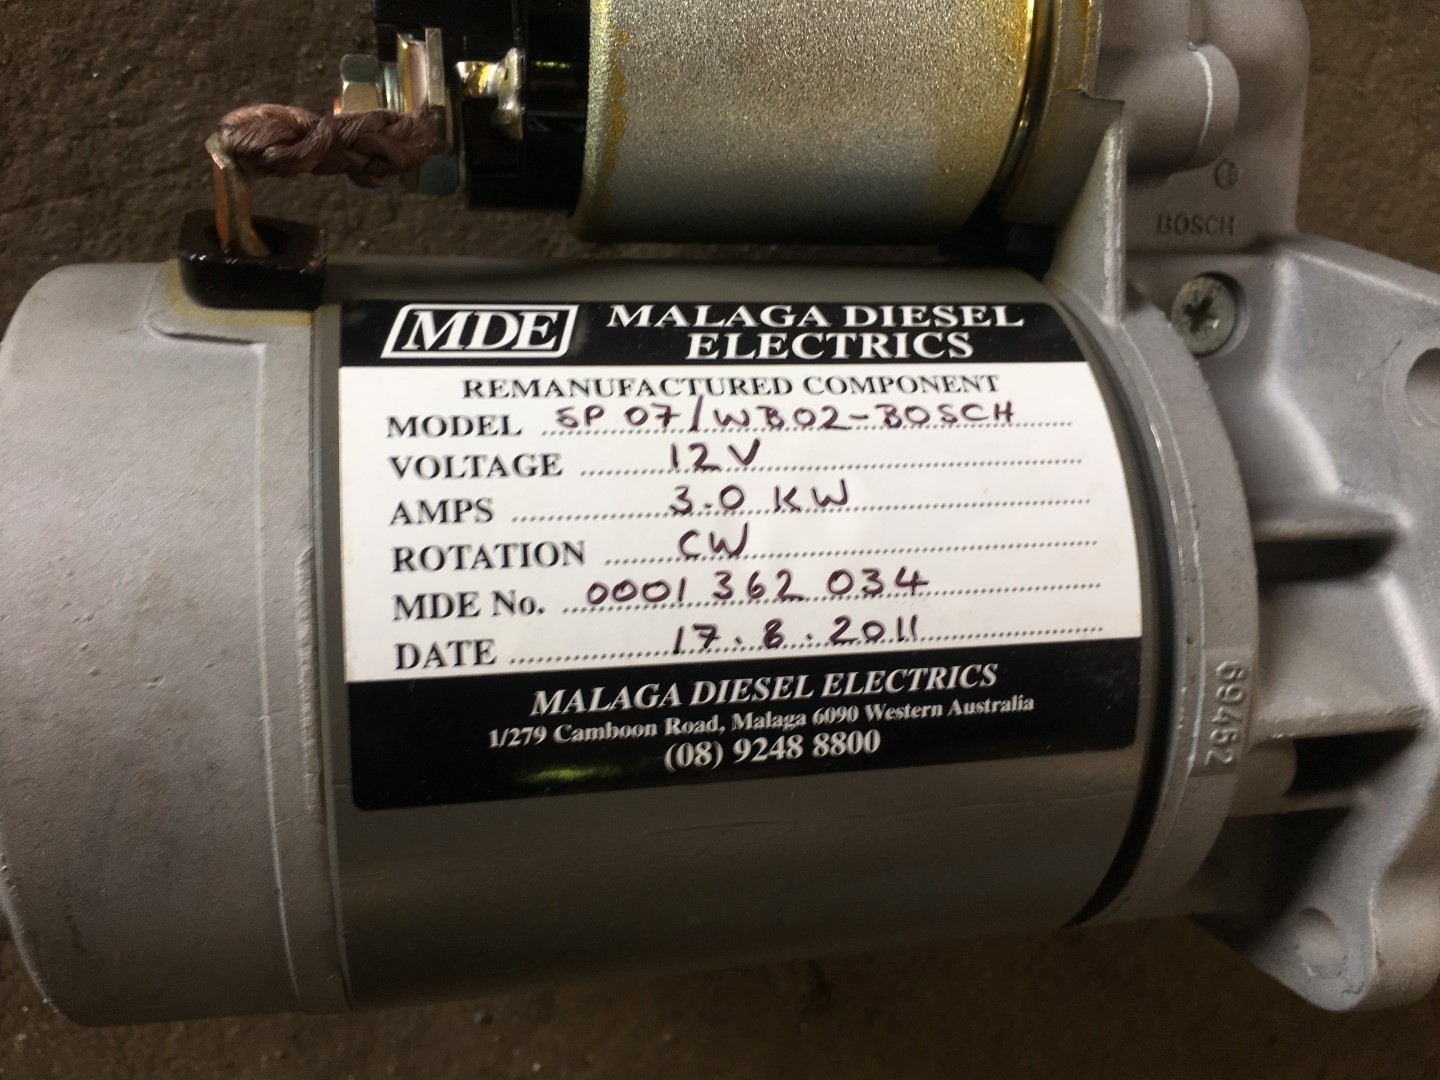 BOSCH
MDE MALAGA DIESEL
ELECTRICS
REMANUFACTURED COMPONENT
MODEL SP 07/WB02-BOSCH
VOLTAGE 12V
AMPS 3.0 KW
ROTATION CW
MDE No. 0001 362 034
DATE 17.8.2011
MALAGA DIESEL ELECTRICS
1/279 Camboon Road, Malaga 6090 Western Australia
(08) 9248 8800
69452